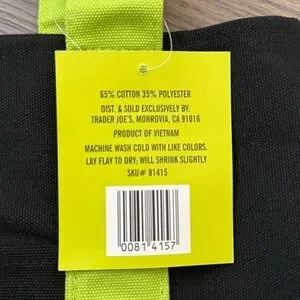 65% COTTON 35% POLYESTER
DIST. & SOLD EXCLUSIVELY BY:
TRADER JOE'S, MONROVIA, CA 91016
PRODUCT OF VIETNAM
MACHINE WASH COLD WITH LIKE COLORS.
LAY FLAY TO DRY; WILL SHRINK SLIGHTLY
SKU# 81415
0081 4157